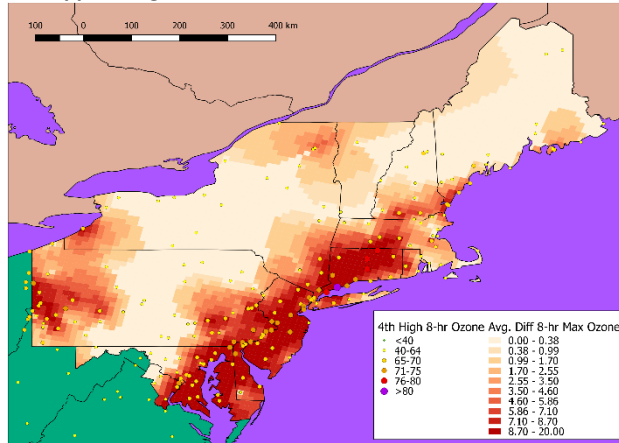 100 0 100 200 300 400 km
4th High 8-hr Ozone Avg. Diff 8-hr Max Ozone
<40 0.00 - 0.38
40-64 0.38 - 0.99
65-70 0.99 - 1.70
71-75 1.70 - 2.55
76-80 2.55 - 3.50
>80 3.50 - 4.60
4.60 - 5.86
5.86 - 7.10
7.10 - 8.70
8.70 - 20.00